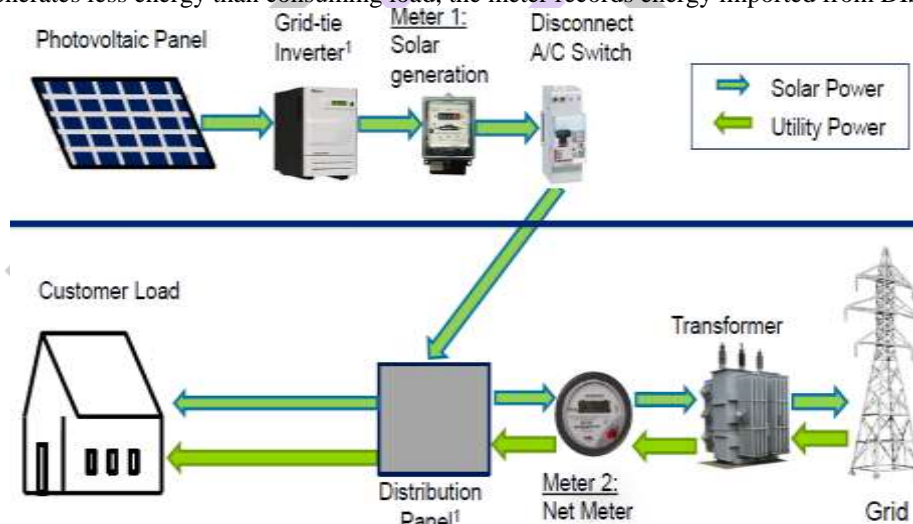 enerates less energy than consuming load, the meter records energy imported from
Photovoltaic Panel
Grid-tie
Inverter¹
Meter 1:
Solar
generation
Disconnect
A/C Switch
Solar Power
Utility Power
Customer Load
Transformer
Distribution
Panel¹
Meter 2:
Net Meter
Grid